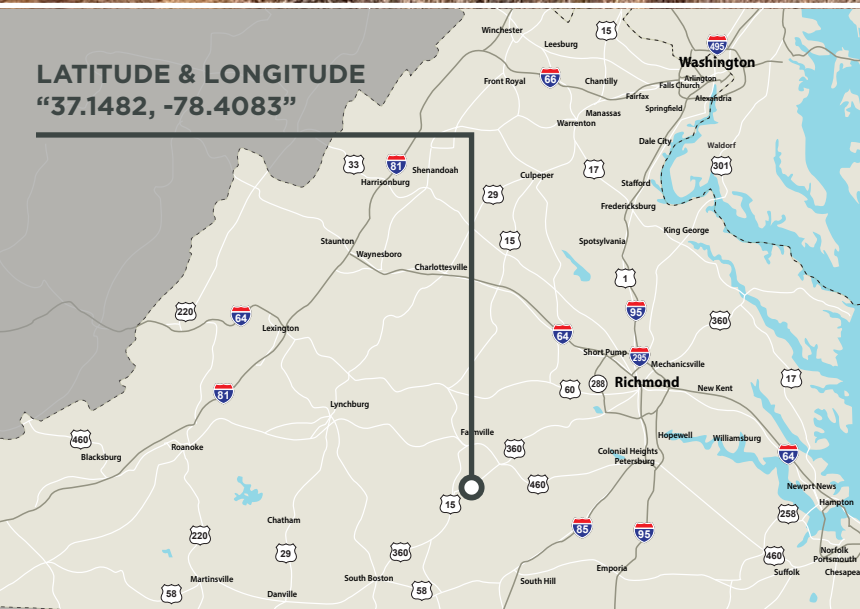 LATITUDE & LONGITUDE
“37.1482, -78.4083”
Winchester
15
Leesburg
495
Washington
Front Royal
66
Chantilly
Arlington
Falls Church
Fairfax
Alexandria
Springfield
Manassas
Warrenton
Dale City
Waldorf
33
81
Shenandoah
17
301
Harrisonburg
Culpeper
Stafford
29
Fredericksburg
King George
Staunton
15
Spotsylvania
Waynesboro
Charlottesville
1
220
64
95
360
Lexington
64
Short Pump
295
Mechanicsville
17
288
Richmond
60
New Kent
81
Lynchburg
460
Farmville
Hopewell
Williamsburg
Roanoke
360
Colonial Heights
64
Blacksburg
Petersburg
460
Newprt News
15
Hampton
258
Chatham
85
95
220
29
360
460
Norfolk
Portsmouth
Emporia
Suffolk
Chesapea
Martinsville
South Boston
South Hill
58
Danville
58